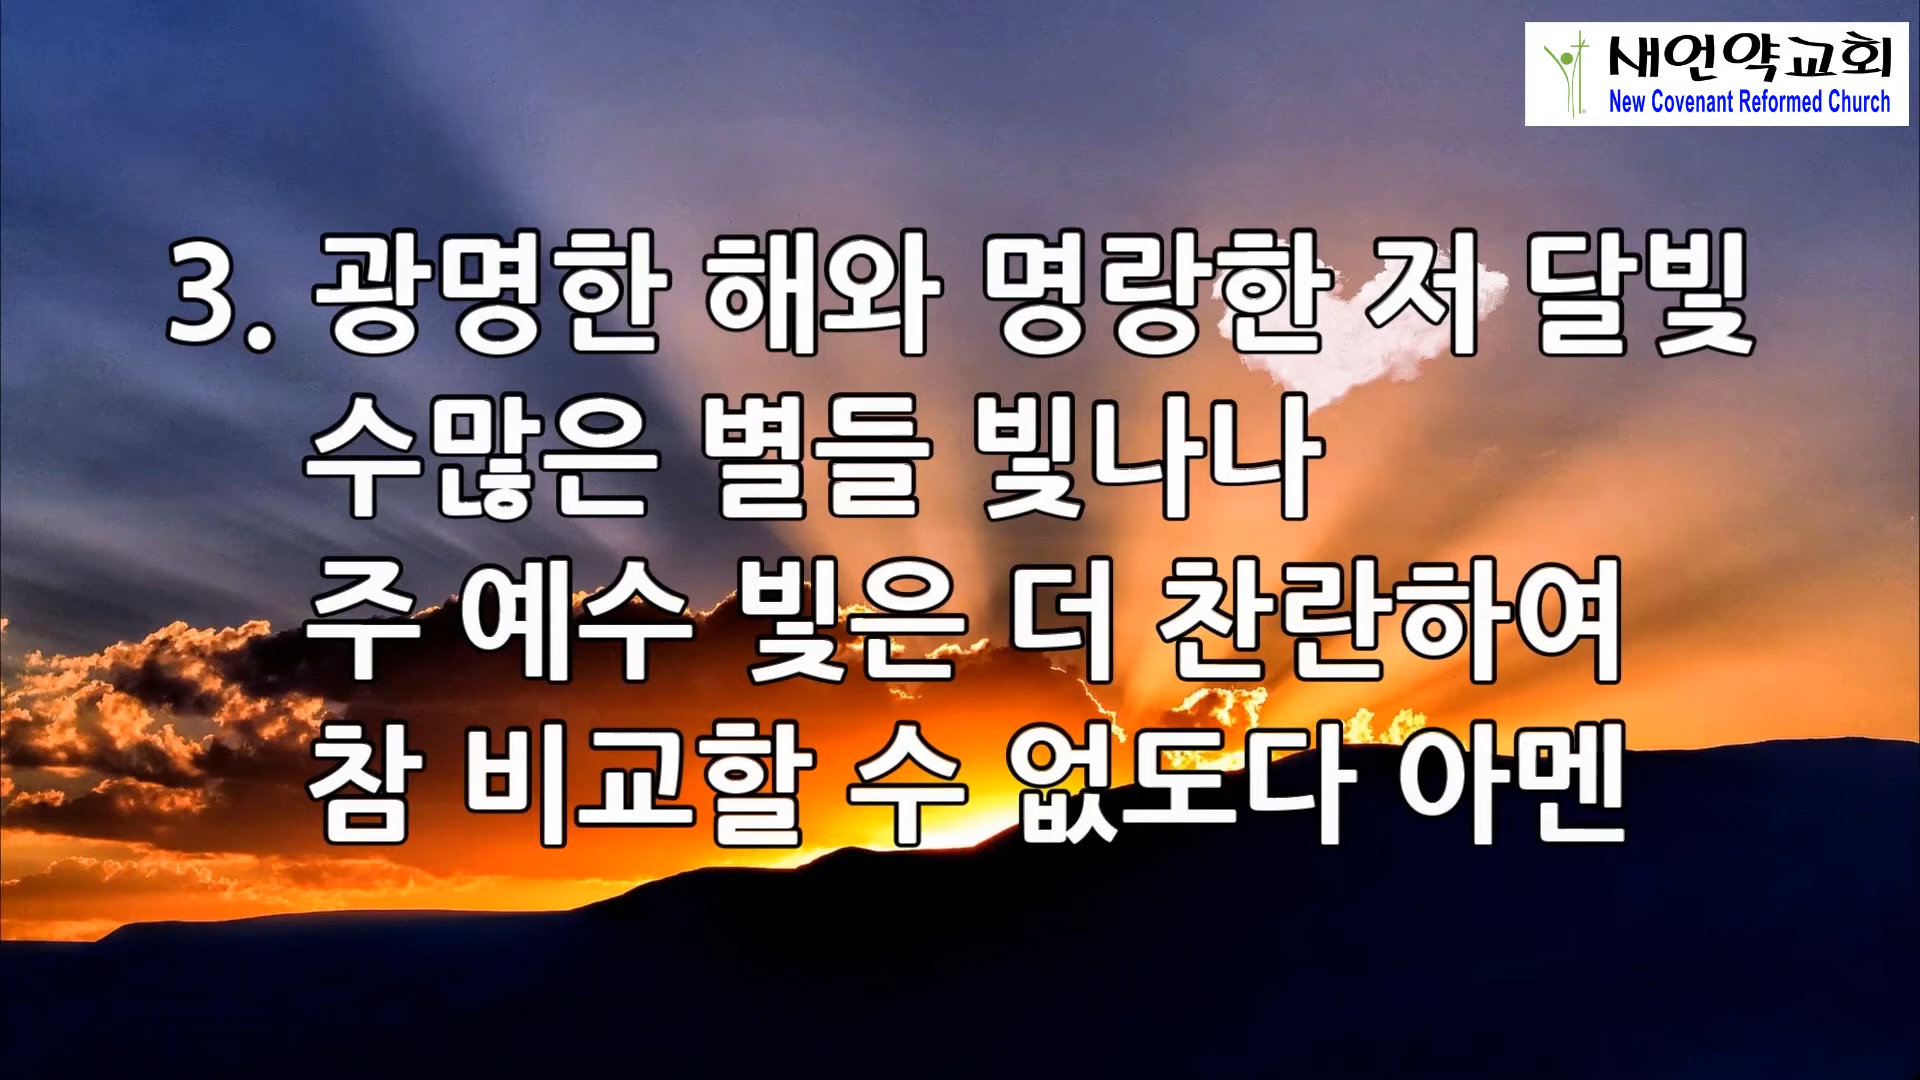 새언약교회
New Covenant Reformed Church
3. 광명한 해와 명랑한 저 달빛
수많은 별들 빛나나
주 예수 빛은 더 찬란하여
참 비교할 수 없도다 아멘